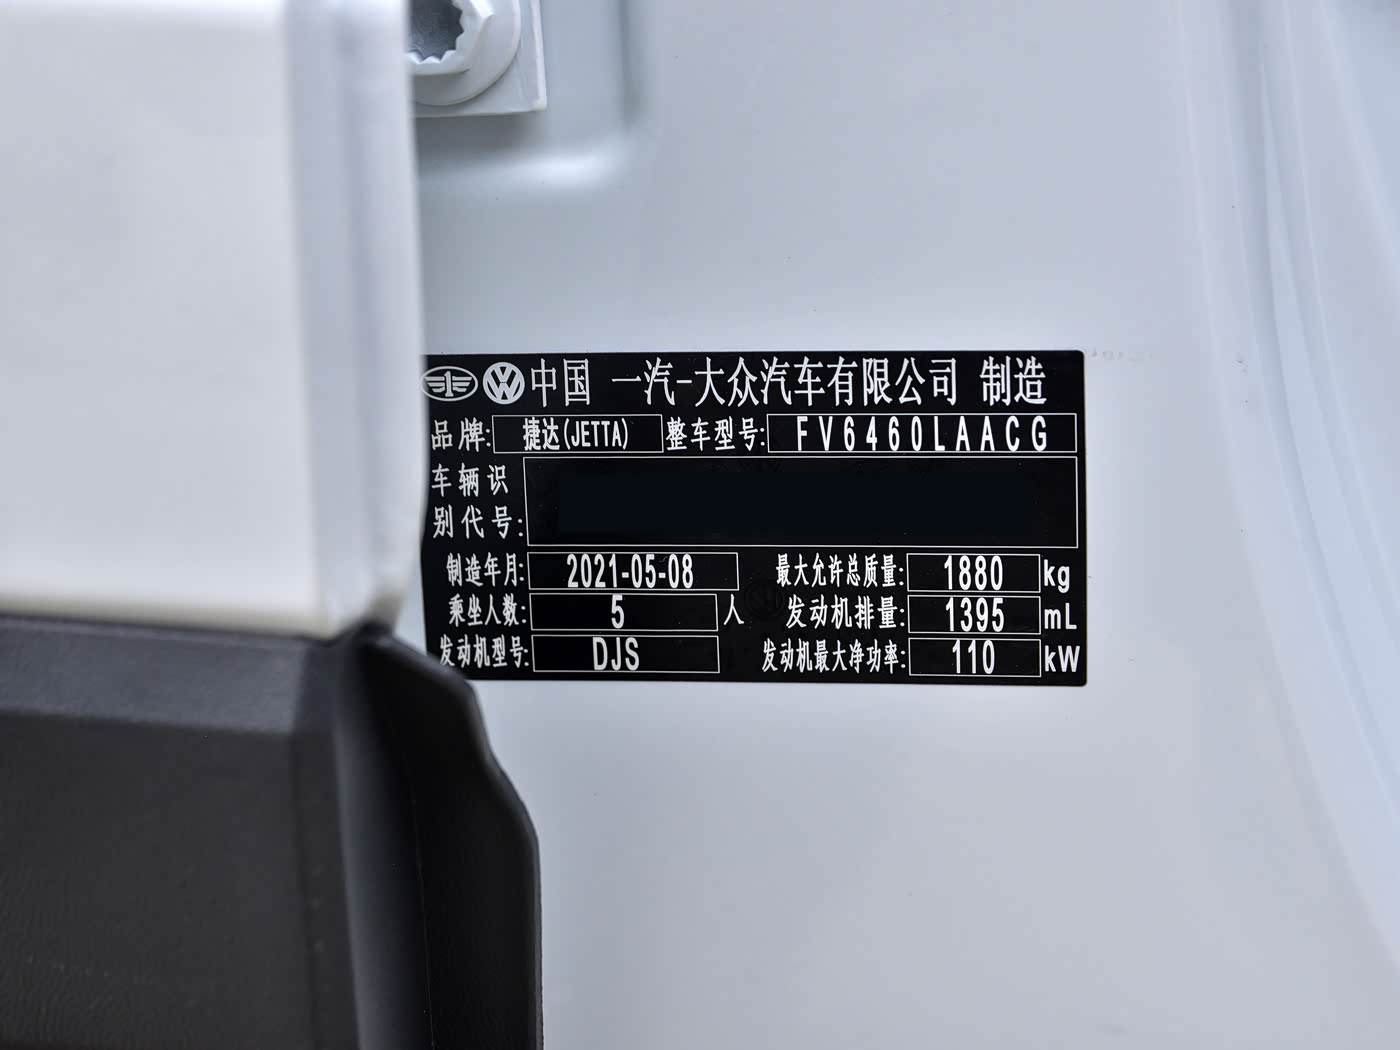 中国 一汽-大众汽车有限公司 制造
品牌: 捷达(JETTA) 整车型号: FV6460LAACG
车辆识
别代号:
制造年月: 2021-05-08 最大允许总质量: 1880 kg
乘坐人数: 5 人 发动机排量: 1395 mL
发动机型号: DJS 发动机最大净功率: 110 kW